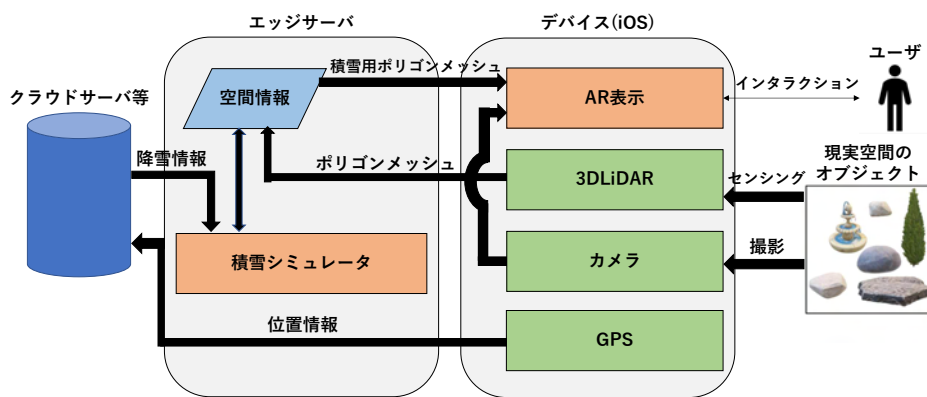 エッジサーバ
デバイス(iOS)
クラウドサーバ等
空間情報
積雪用ポリゴンメッシュ
AR表示
インタラクション
ユーザ
降雪情報
ポリゴンメッシュ
3DLiDAR
センシング
現実空間の
オブジェクト
積雪シミュレータ
カメラ
撮影
位置情報
GPS